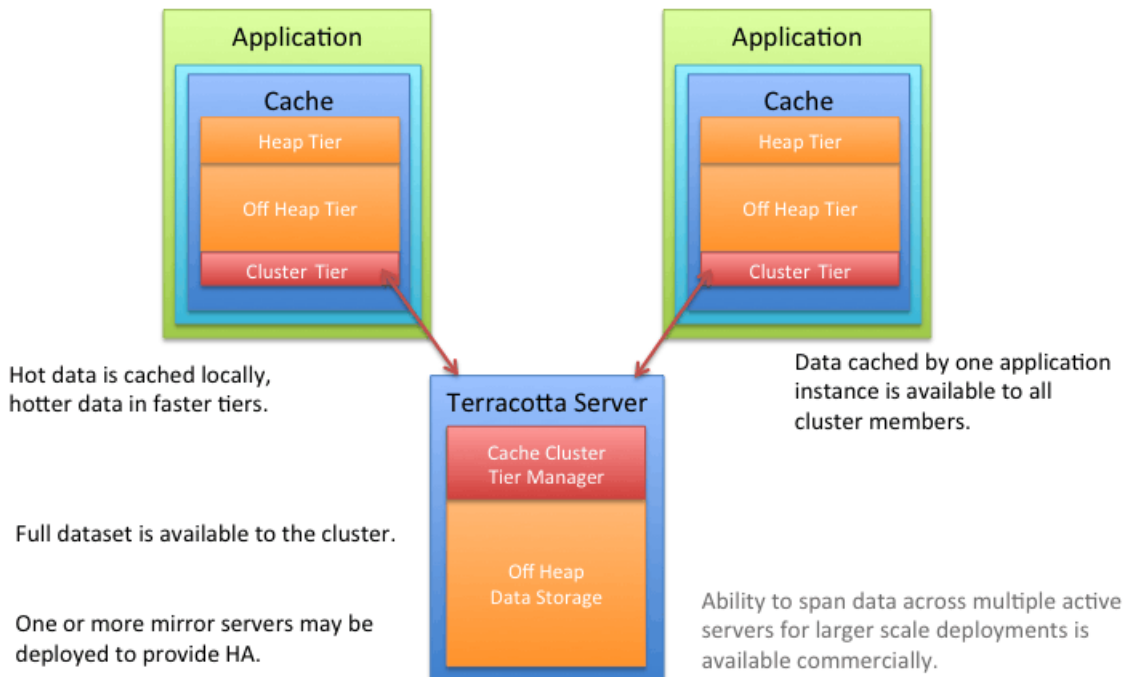 Application
Cache
Heap Tier
Off Heap Tier
Cluster Tier
Application
Cache
Heap Tier
Off Heap Tier
Cluster Tier
Hot data is cached locally,
hotter data in faster tiers.
Data cached by one application
instance is available to all
cluster members.
Terracotta Server
Cache Cluster
Tier Manager
Off Heap
Data Storage
Full dataset is available to the cluster.
One or more mirror servers may be
deployed to provide HA.
Ability to span data across multiple active
servers for larger scale deployments is
available commercially.